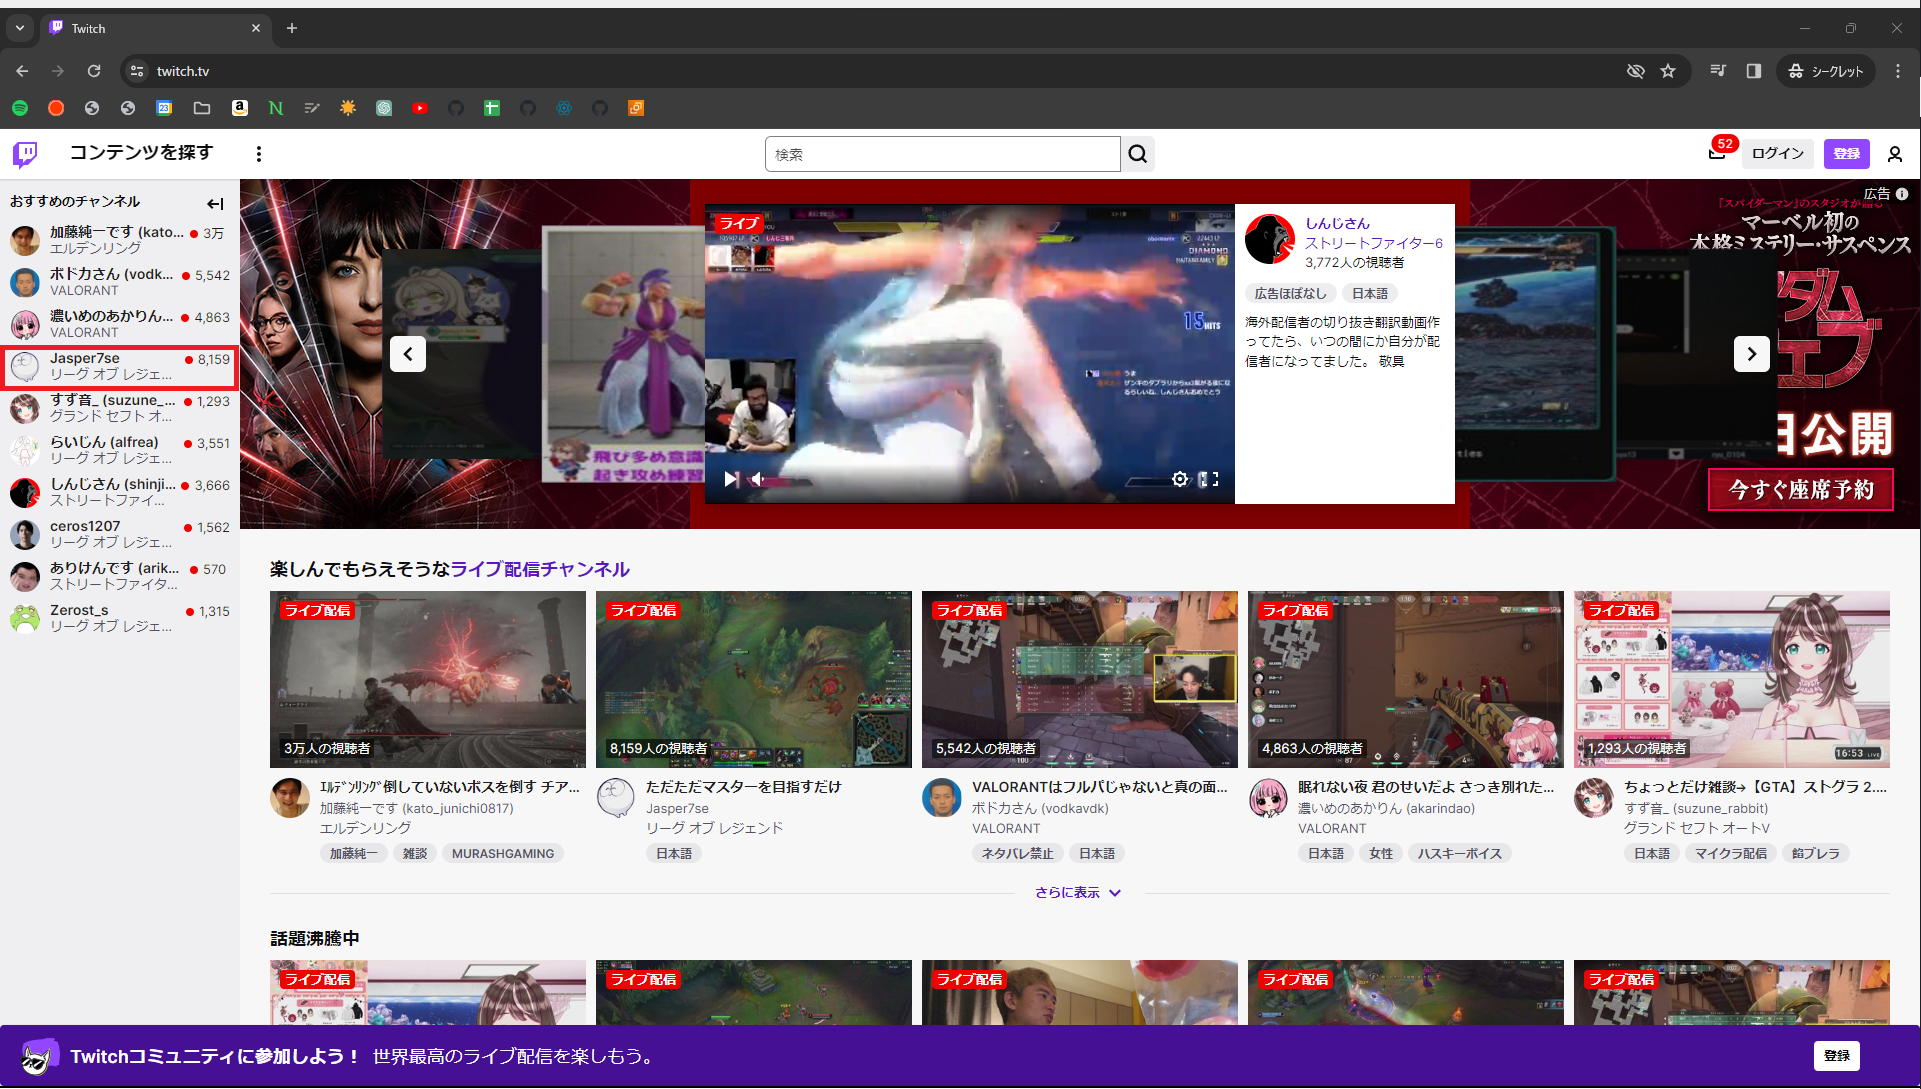 Twitch
twitch.tv
シークレット
コンテンツを探す
検索
52
ログイン
登録
おすすめのチャンネル
加藤純一です (kato... 3万
エルデンリング
ボドカさん (vodk... 5,542
VALORANT
濃いめのあかりん... 4,863
VALORANT
Jasper7se 8,159
リーグ オブ レジェ...
すず音_ (suzune_... 1,293
グランド セフト オ...
らいじん (alfrea) 3,551
リーグ オブ レジェ...
しんじさん (shinji... 3,666
ストリートファイ...
ceros1207 1,562
リーグ オブ レジェ...
ありけんです (arik... 570
ストリートファイタ...
Zerost_s 1,315
リーグ オブ レジェ...
飛び多め意識
起き攻め練習
ライブ
DIAMOND
15 HITS
しんじさん
ストリートファイター6
3,772人の視聴者
広告ほぼなし 日本語
海外配信者の切り抜き翻訳動画作
ってたら、いつの間にか自分が配
信者になってました。 敬具
広告
「スパイダーマン」のスタジオが
マーベル初の
本格ミステリー・サスペンス
公開
今すぐ座席予約
楽しんでもらえそうなライブ配信チャンネル
ライブ配信
3万人の視聴者
ｴﾙﾃﾞﾝﾘﾝｸﾞ倒していないボスを倒す チア...
加藤純一です (kato_junichi0817)
エルデンリング
加藤純一 雑談 MURASHGAMING
ライブ配信
8,159人の視聴者
ただただマスターを目指すだけ
Jasper7se
リーグ オブ レジェンド
日本語
ライブ配信
5,542人の視聴者
VALORANTはフルパじゃないと真の面...
ボドカさん (vodkavdk)
VALORANT
ネタバレ禁止 日本語
ライブ配信
4,863人の視聴者
眠れない夜 君のせいだよ さっき別れた...
濃いめのあかりん (akarindao)
VALORANT
日本語 女性 ハスキーボイス
ライブ配信
1,293人の視聴者
16:53 LIVE
ちょっとだけ雑談→【GTA】ストグラ 2....
すず音_ (suzune_rabbit)
グランド セフト オートV
日本語 マイクラ配信 餡ブレラ
さらに表示
話題沸騰中
ライブ配信
ライブ配信
ライブ配信
ライブ配信
ライブ配信
Twitchコミュニティに参加しよう！ 世界最高のライブ配信を楽しもう。
登録